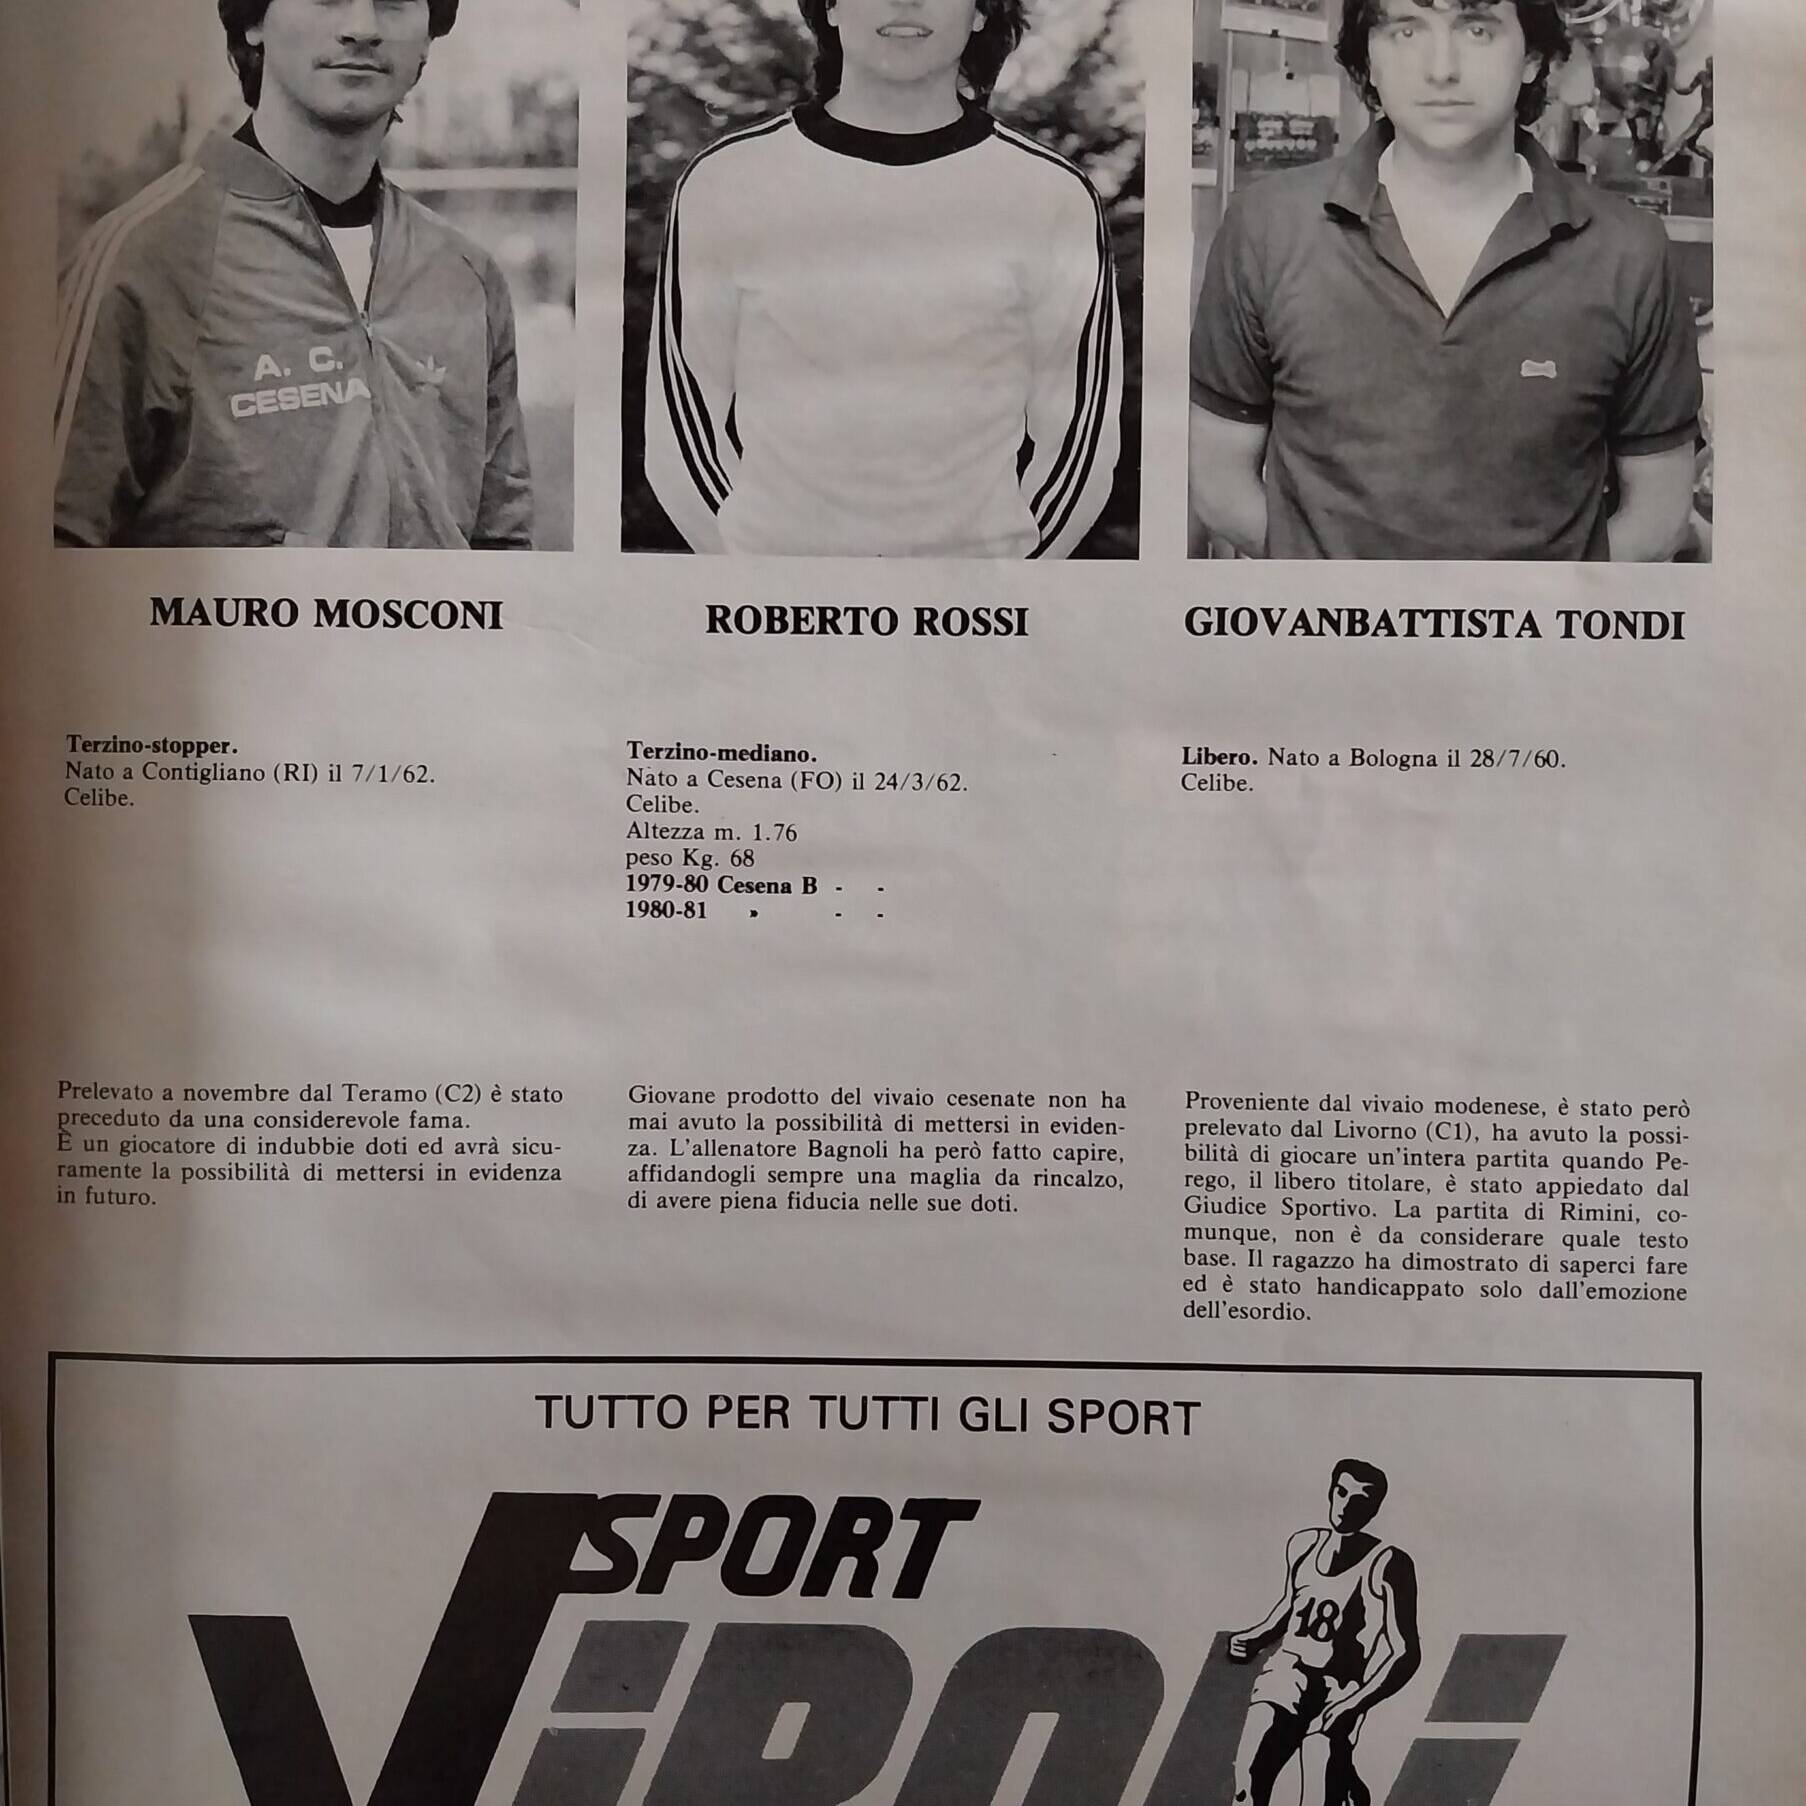 A. C.
CESENA
MAURO MOSCONI
Terzino-stopper.
Nato a Contigliano (RI) il 7/1/62.
Celibe.
Prelevato a novembre dal Teramo (C2) è stato
preceduto da una considerevole fama.
È un giocatore di indubbie doti ed avrà sicu-
ramente la possibilità di mettersi in evidenza
in futuro.
ROBERTO ROSSI
Terzino-mediano.
Nato a Cesena (FO) il 24/3/62.
Celibe.
Altezza m. 1.76
peso Kg. 68
1979-80 Cesena B - -
1980-81 » - -
Giovane prodotto del vivaio cesenate non ha
mai avuto la possibilità di mettersi in eviden-
za. L'allenatore Bagnoli ha però fatto capire,
affidandogli sempre una maglia da rincalzo,
di avere piena fiducia nelle sue doti.
GIOVANBATTISTA TONDI
Libero. Nato a Bologna il 28/7/60.
Celibe.
Proveniente dal vivaio modenese, è stato però
prelevato dal Livorno (C1), ha avuto la possi-
bilità di giocare un'intera partita quando Pe-
rego, il libero titolare, è stato appiedato dal
Giudice Sportivo. La partita di Rimini, co-
munque, non è da considerare quale testo
base. Il ragazzo ha dimostrato di saperci fare
ed è stato handicappato solo dall'emozione
dell'esordio.
TUTTO PER TUTTI GLI SPORT
SPORT
18